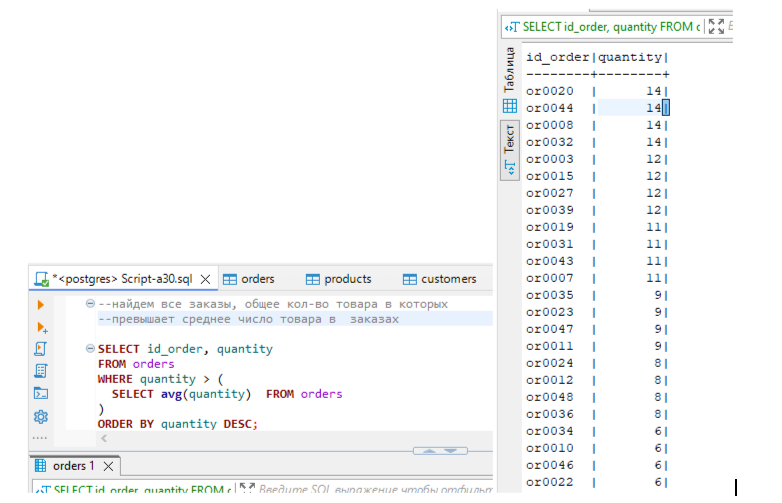 *<postgres> Script-a30.sql
orders
products
customers
--найдем все заказы, общее кол-во товара в которых
--превышает среднее число товара в  заказах
SELECT id_order, quantity
FROM orders
WHERE quantity > (
SELECT avg(quantity)  FROM orders
)
ORDER BY quantity DESC;
orders 1
SELECT id_order, quantity FROM
Введите SQL выражение чтобы отфильт
SELECT id_order, quantity FROM
Таблица
Текст
id_order|quantity|
--------+--------+
or0020  |      14|
or0044  |      14|
or0008  |      14|
or0032  |      14|
or0003  |      12|
or0015  |      12|
or0027  |      12|
or0039  |      12|
or0019  |      11|
or0031  |      11|
or0043  |      11|
or0007  |      11|
or0035  |       9|
or0023  |       9|
or0047  |       9|
or0011  |       9|
or0024  |       8|
or0012  |       8|
or0048  |       8|
or0036  |       8|
or0034  |       6|
or0010  |       6|
or0046  |       6|
or0022  |       6|